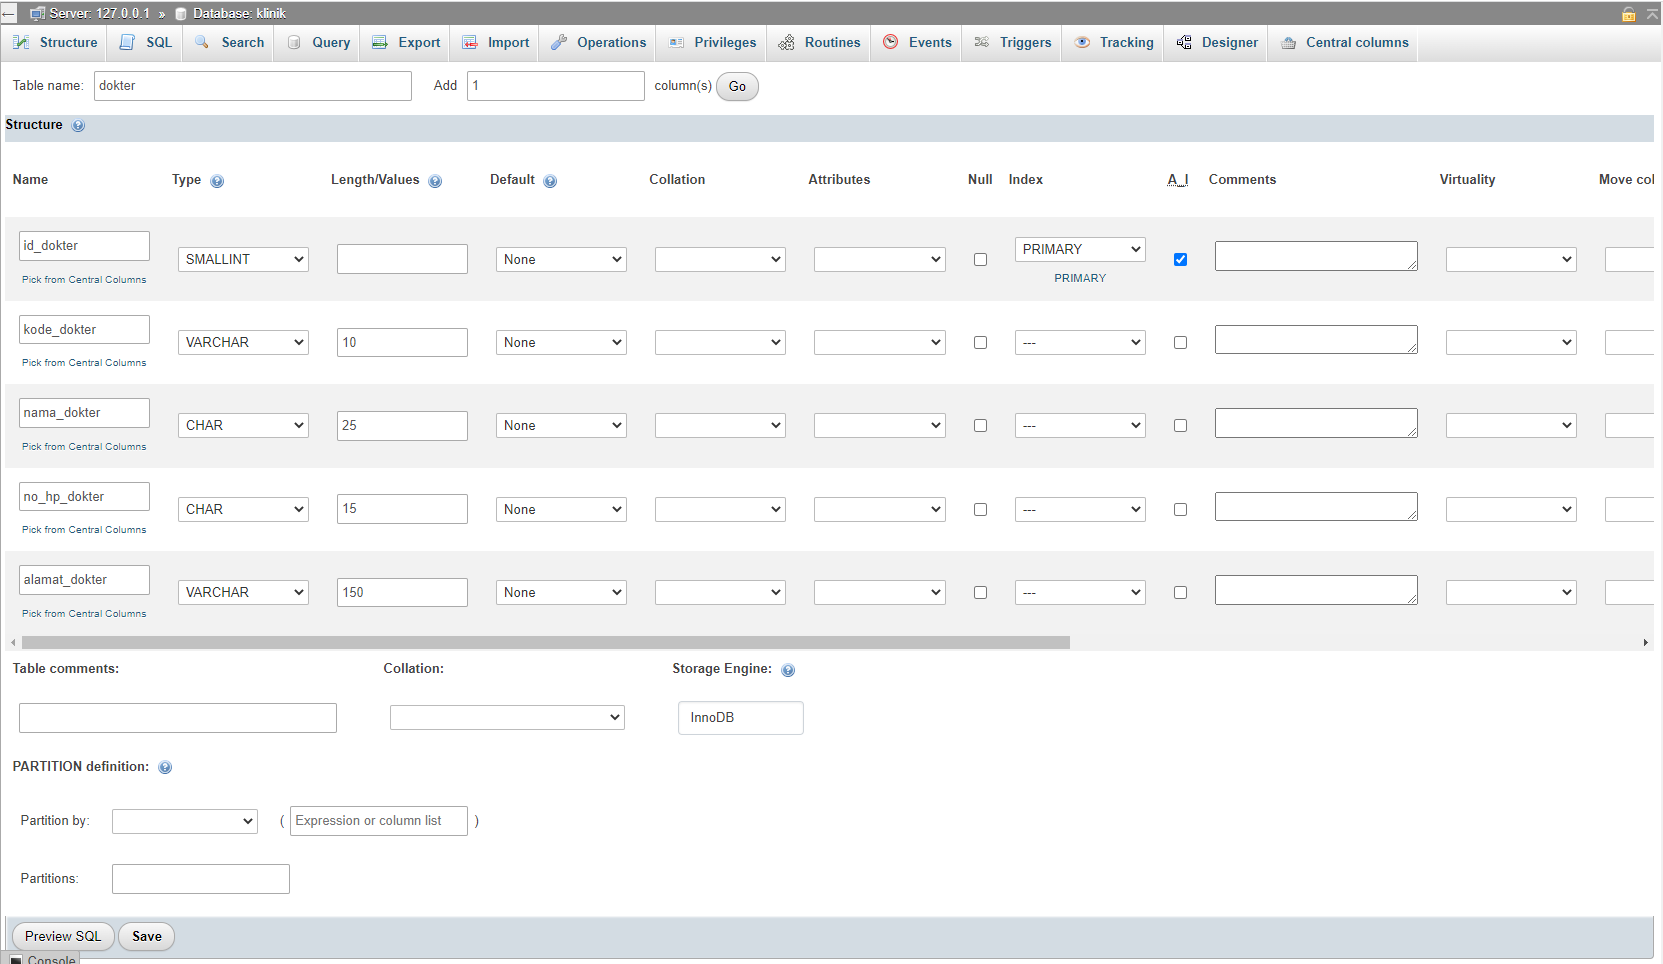 Server: 127.0.0.1 » Database: klinik
Structure SQL Search Query Export Import Operations Privileges Routines Events Triggers Tracking Designer Central columns
Table name: dokter Add 1 column(s) Go
Structure
Name Type Length/Values Default Collation Attributes Null Index A_I Comments Virtuality Move col
id_dokter SMALLINT None PRIMARY
Pick from Central Columns PRIMARY
kode_dokter VARCHAR 10 None ---
Pick from Central Columns
nama_dokter CHAR 25 None ---
Pick from Central Columns
no_hp_dokter CHAR 15 None ---
Pick from Central Columns
alamat_dokter VARCHAR 150 None ---
Pick from Central Columns
Table comments: Collation: Storage Engine:
InnoDB
PARTITION definition:
Partition by: ( Expression or column list )
Partitions:
Preview SQL Save
Console